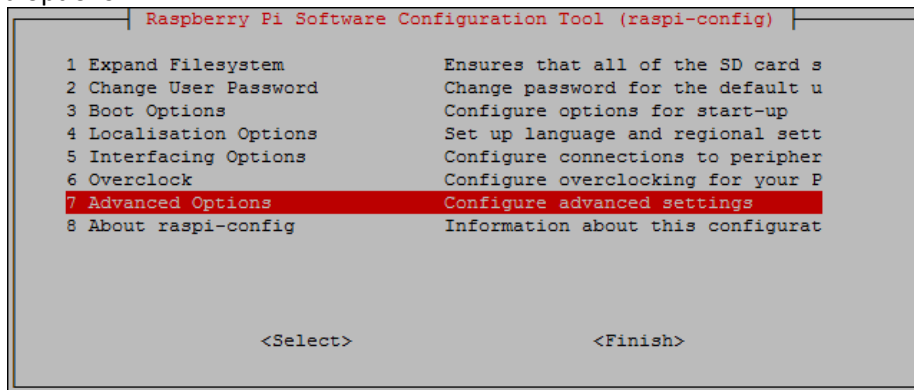 Raspberry Pi Software Configuration Tool (raspi-config)
1 Expand Filesystem Ensures that all of the SD card s
2 Change User Password Change password for the default u
3 Boot Options Configure options for start-up
4 Localisation Options Set up language and regional sett
5 Interfacing Options Configure connections to peripher
6 Overclock Configure overclocking for your P
7 Advanced Options Configure advanced settings
8 About raspi-config Information about this configurat
<Select> <Finish>